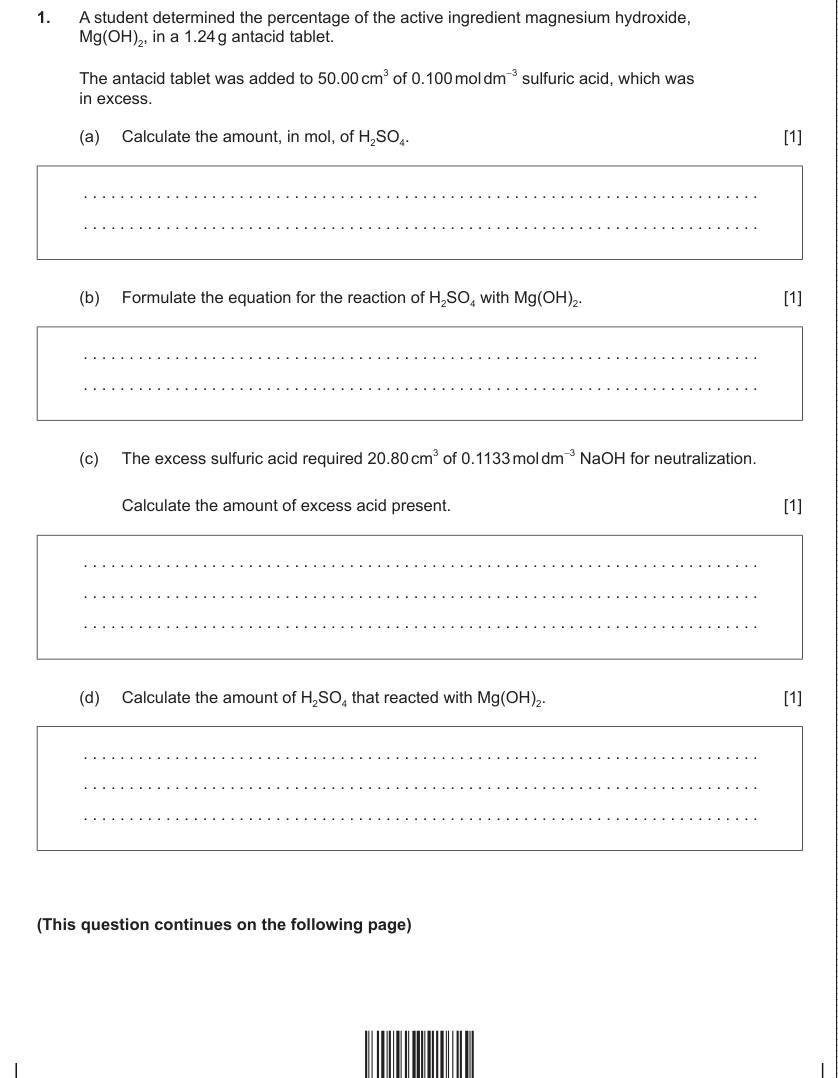 1. A student determined the percentage of the active ingredient magnesium hydroxide,
Mg(OH)₂, in a 1.24 g antacid tablet.
The antacid tablet was added to 50.00 cm³ of 0.100 mol dm⁻³ sulfuric acid, which was
in excess.
(a) Calculate the amount, in mol, of H₂SO₄. [1]
(b) Formulate the equation for the reaction of H₂SO₄ with Mg(OH)₂. [1]
(c) The excess sulfuric acid required 20.80 cm³ of 0.1133 mol dm⁻³ NaOH for neutralization.
Calculate the amount of excess acid present. [1]
(d) Calculate the amount of H₂SO₄ that reacted with Mg(OH)₂. [1]
(This question continues on the following page)